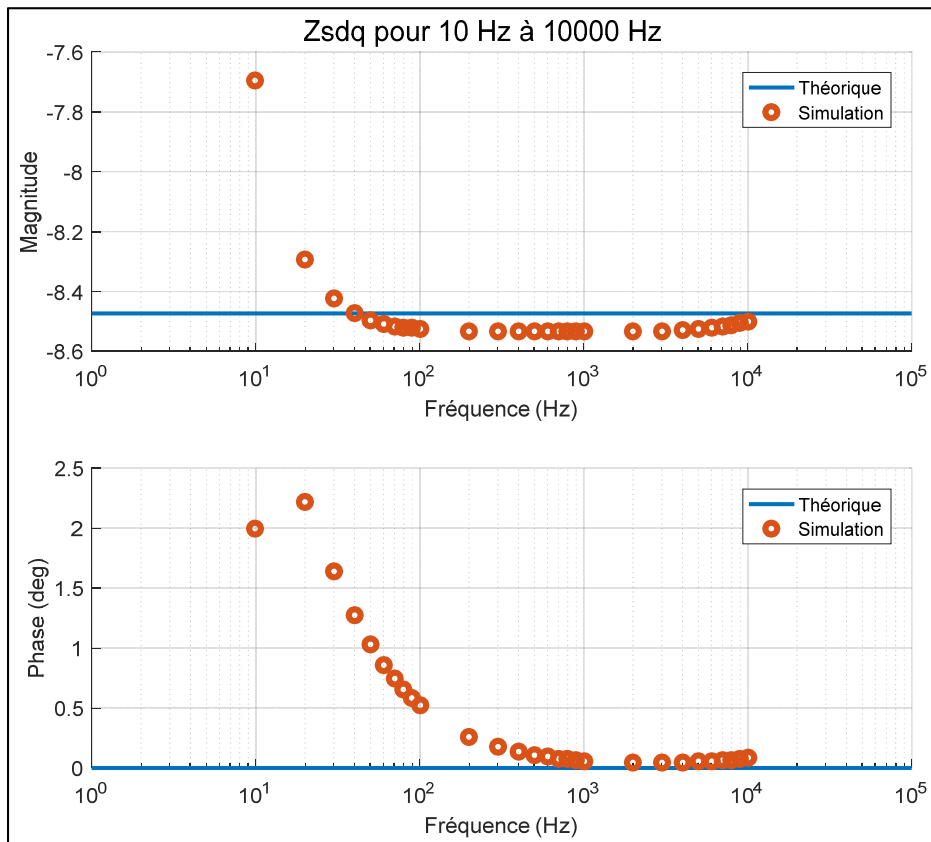 Zsdq pour 10 Hz à 10000 Hz
-7.6
-7.8
-8
-8.2
-8.4
-8.6
Magnitude
Théorique
Simulation
10^0
10^1
10^2
10^3
10^4
10^5
Fréquence (Hz)
2.5
2
1.5
1
0.5
0
Phase (deg)
Théorique
Simulation
10^0
10^1
10^2
10^3
10^4
10^5
Fréquence (Hz)